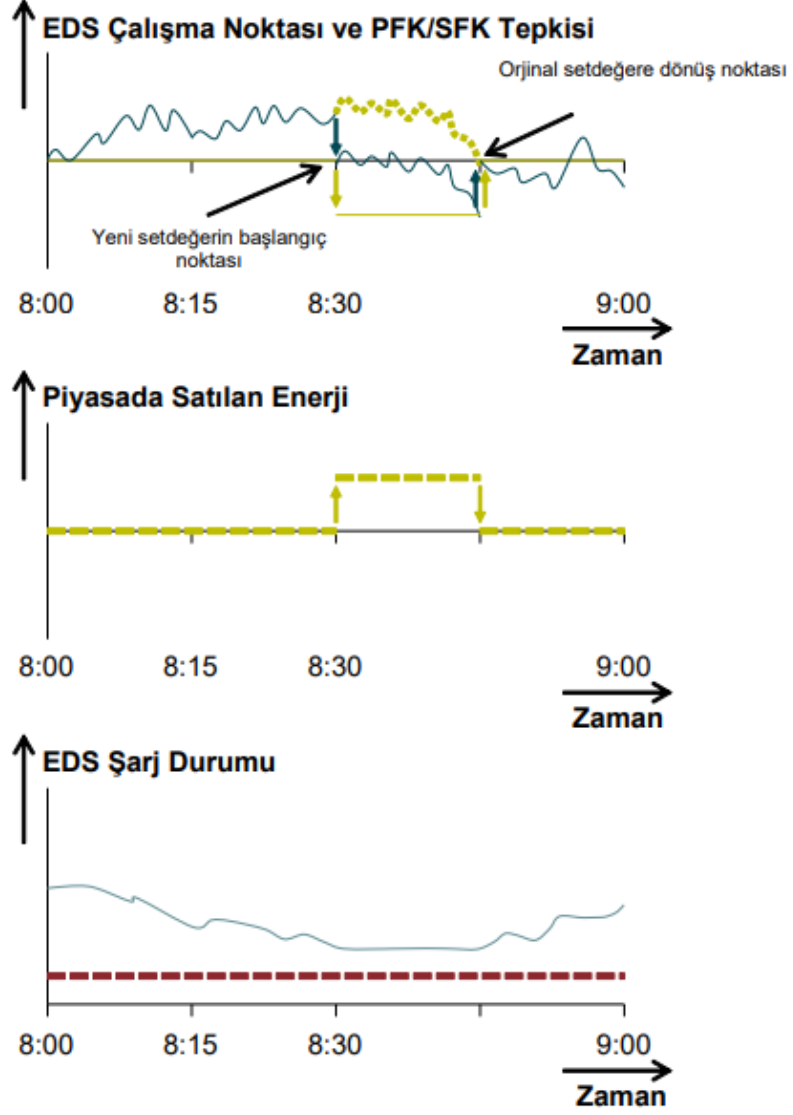 EDS Çalışma Noktası ve PFK/SFK Tepkisi
Orjinal setdeğere dönüş noktası
Yeni setdeğerin başlangıç
noktası
8:00 8:15 8:30 9:00
Zaman
Piyasada Satılan Enerji
8:00 8:15 8:30 9:00
Zaman
EDS Şarj Durumu
8:00 8:15 8:30 9:00
Zaman